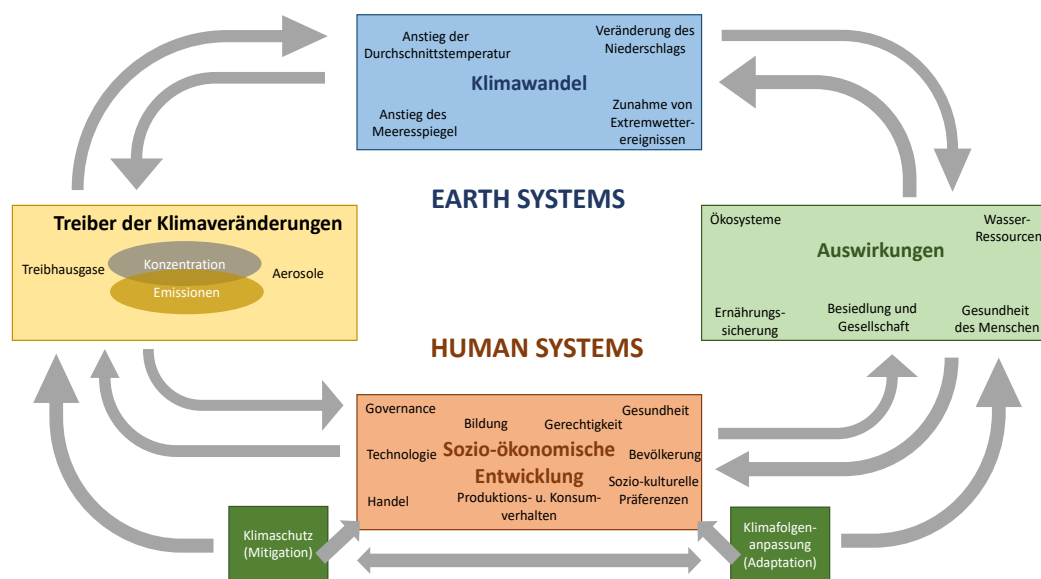 Anstieg der
Durchschnittstemperatur
Veränderung des
Niederschlags
Klimawandel
Anstieg des
Meeresspiegel
Zunahme von
Extremwetter-
ereignissen
EARTH SYSTEMS
Treiber der Klimaveränderungen
Treibhausgase
Konzentration
Emissionen
Aerosole
Ökosysteme
Wasser-
Ressourcen
Auswirkungen
Ernährungs-
sicherung
Besiedlung und
Gesellschaft
Gesundheit
des Menschen
HUMAN SYSTEMS
Governance
Bildung
Gerechtigkeit
Gesundheit
Technologie
Sozio-ökonomische
Entwicklung
Bevölkerung
Handel
Produktions- u. Konsum-
verhalten
Sozio-kulturelle
Präferenzen
Klimaschutz
(Mitigation)
Klimafolgen-
anpassung
(Adaptation)